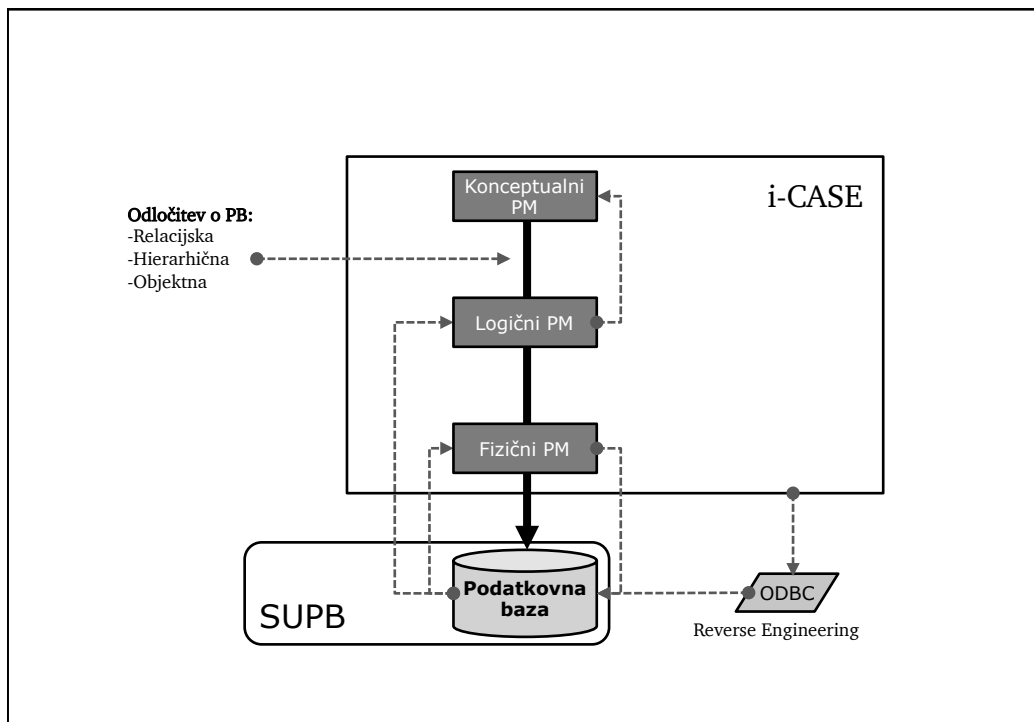 i-CASE
Konceptualni
PM
Odločitev o PB:
-Relacijska
-Hierarhična
-Objektna
Logični PM
Fizični PM
SUPB
Podatkovna
baza
ODBC
Reverse Engineering